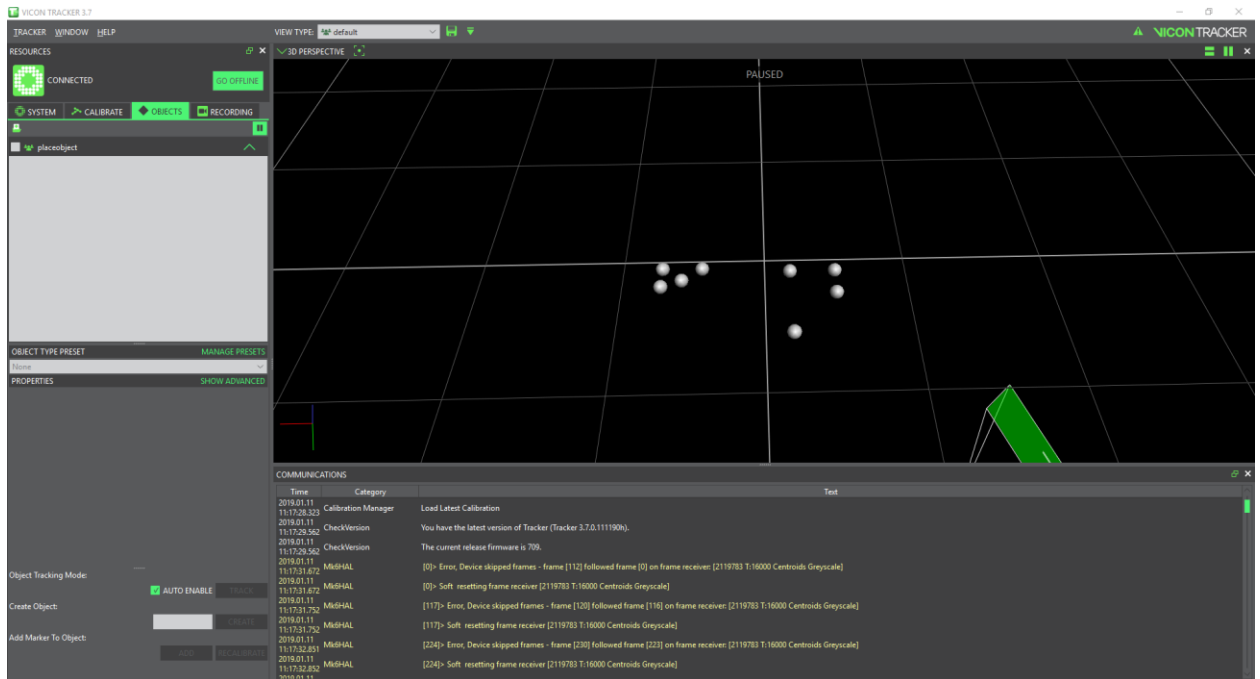 VICON TRACKER 3.7
TRACKER WINDOW HELP
VIEW TYPE: default
VICON TRACKER
RESOURCES
3D PERSPECTIVE
CONNECTED
GO OFFLINE
PAUSED
SYSTEM CALIBRATE OBJECTS RECORDING
placeobject
OBJECT TYPE PRESET MANAGE PRESETS
None
PROPERTIES SHOW ADVANCED
Object Tracking Mode:
AUTO ENABLE TRACK
Create Object:
CREATE
Add Marker To Object:
ADD RECALIBRATE
COMMUNICATIONS
Time Category Text
2019.01.11
11:17:28.323 Calibration Manager Load Latest Calibration
2019.01.11
11:17:29.562 CheckVersion You have the latest version of Tracker (Tracker 3.7.0.111190h).
2019.01.11
11:17:29.562 CheckVersion The current release firmware is 709.
2019.01.11
11:17:31.672 Mk6HAL [0]> Error, Device skipped frames - frame [112] followed frame [0] on frame receiver: [2119783 T:16000 Centroids Greyscale]
2019.01.11
11:17:31.672 Mk6HAL [0]> Soft resetting frame receiver [2119783 T:16000 Centroids Greyscale]
2019.01.11
11:17:31.752 Mk6HAL [117]> Error, Device skipped frames - frame [120] followed frame [116] on frame receiver: [2119783 T:16000 Centroids Greyscale]
2019.01.11
11:17:31.752 Mk6HAL [117]> Soft resetting frame receiver [2119783 T:16000 Centroids Greyscale]
2019.01.11
11:17:32.851 Mk6HAL [224]> Error, Device skipped frames - frame [230] followed frame [223] on frame receiver: [2119783 T:16000 Centroids Greyscale]
2019.01.11
11:17:32.852 Mk6HAL [224]> Soft resetting frame receiver [2119783 T:16000 Centroids Greyscale]
2019.01.11